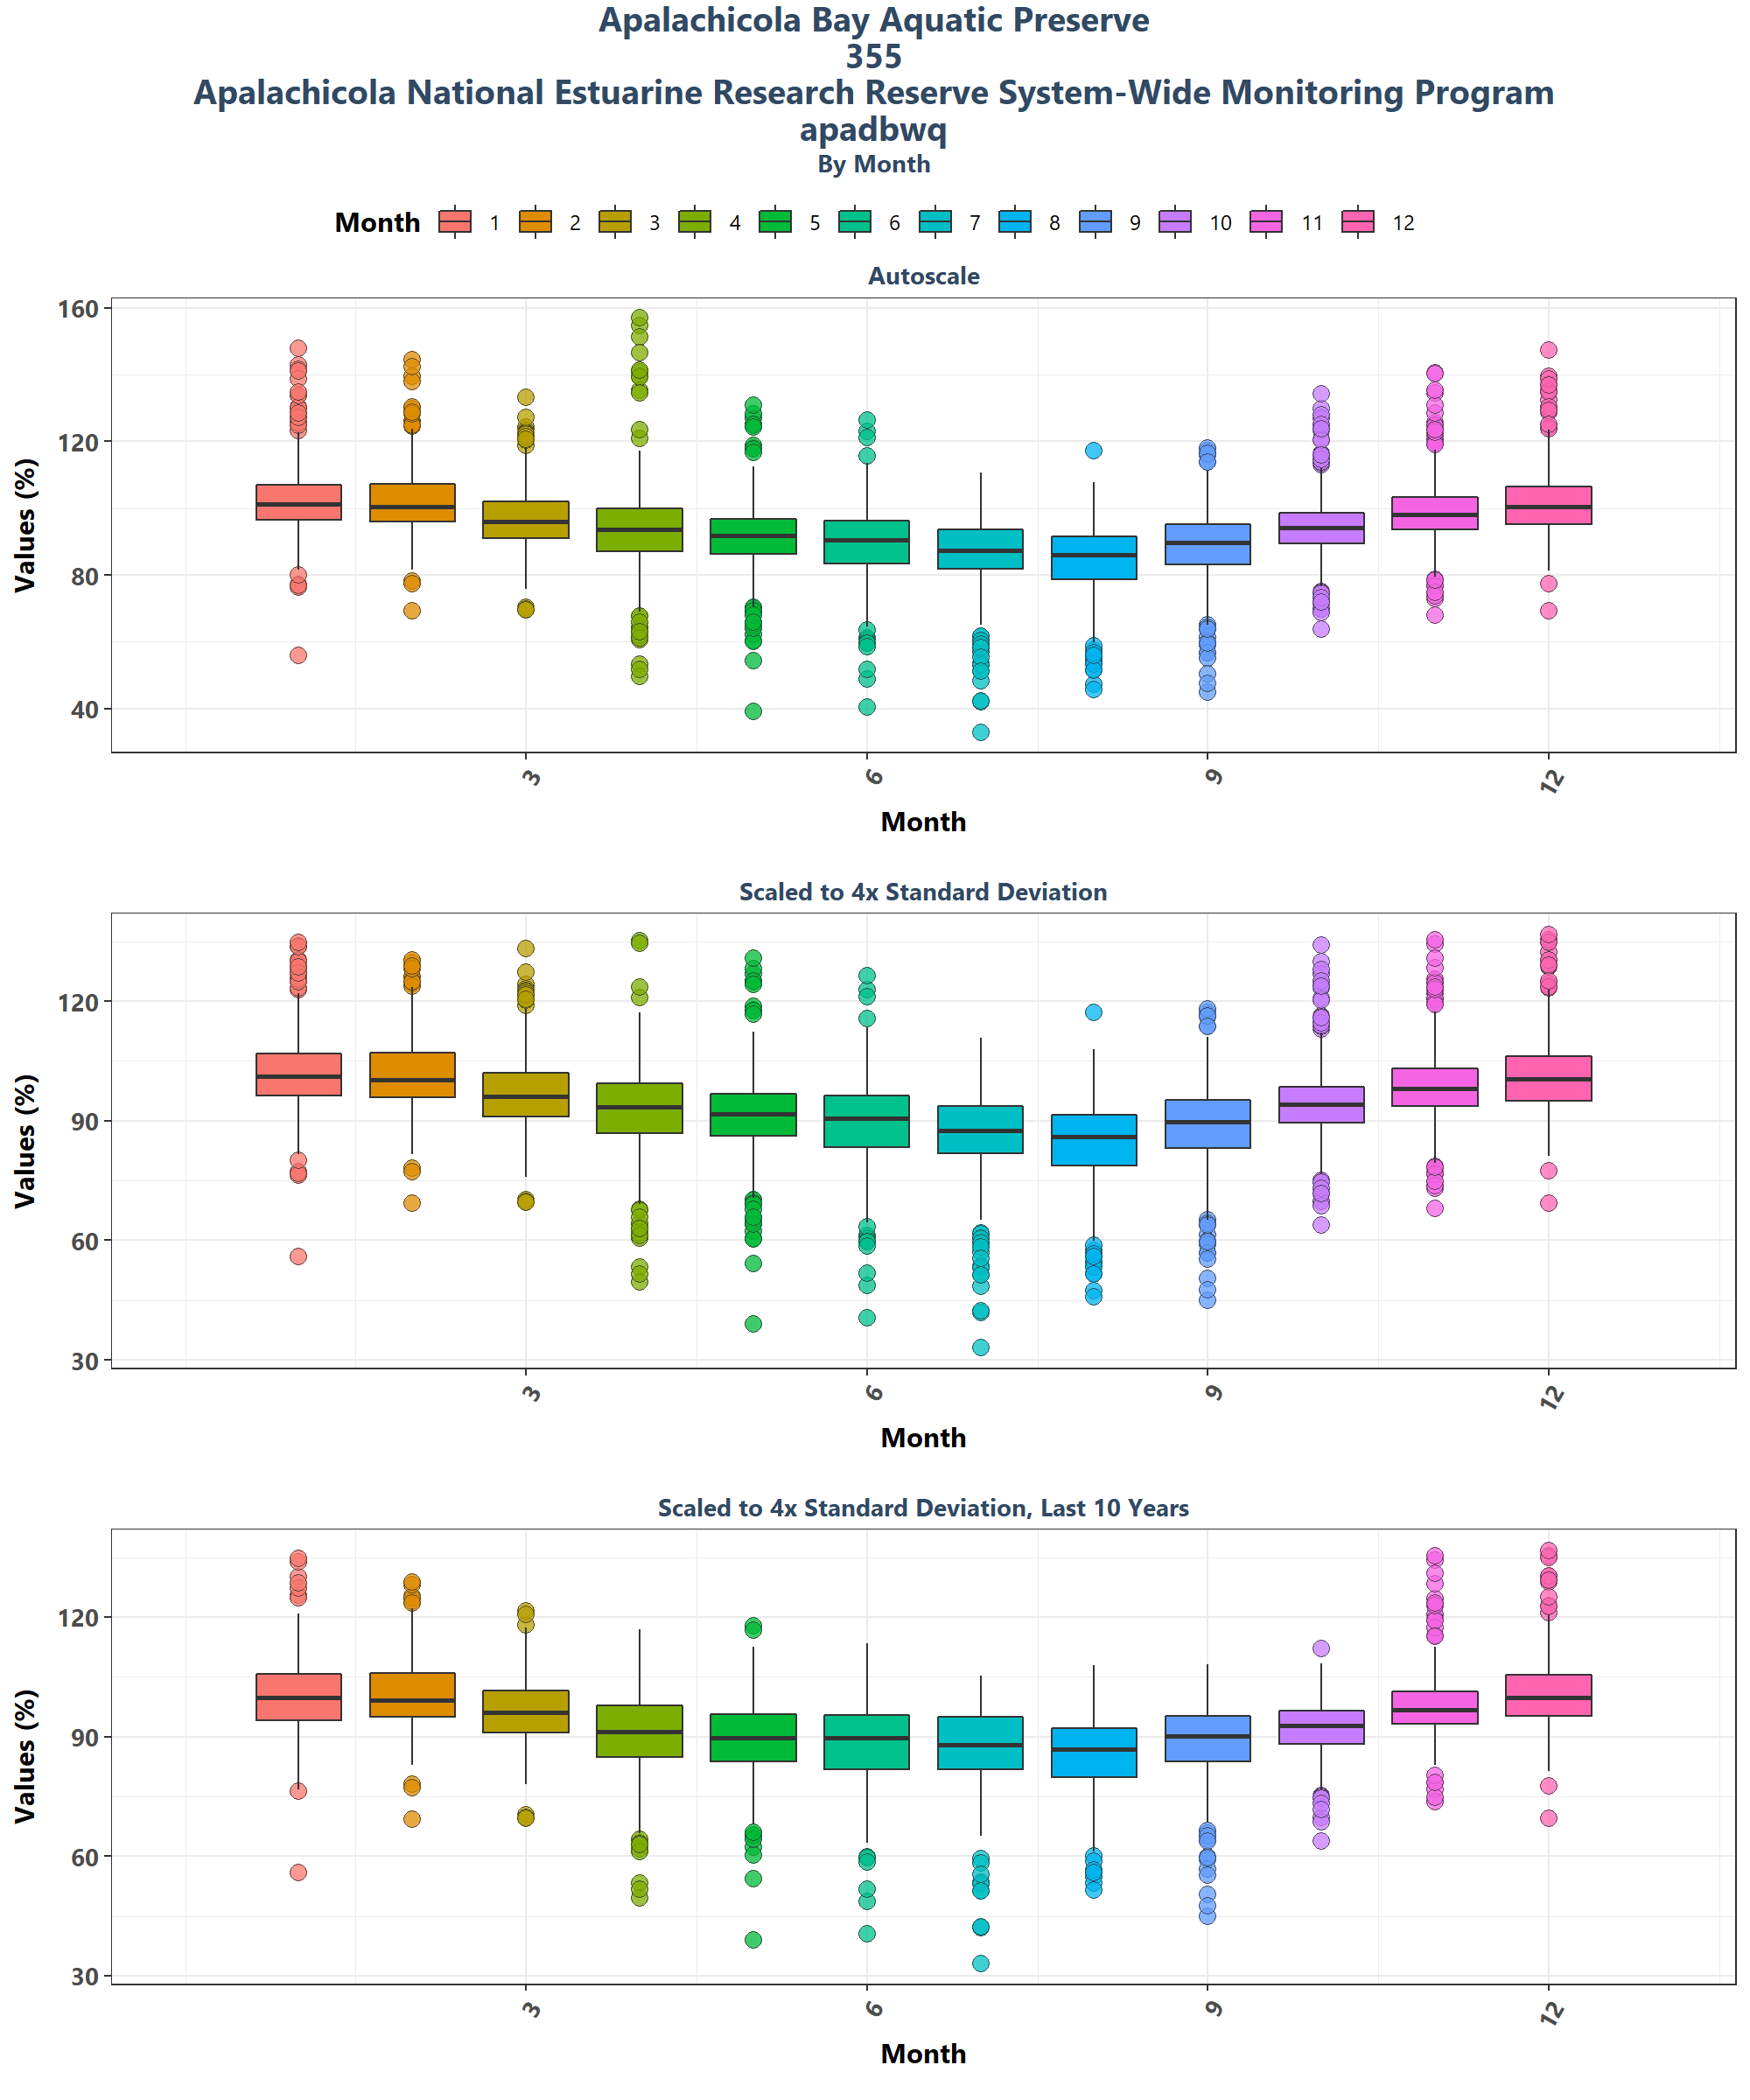 Apalachicola Bay Aquatic Preserve
355
Apalachicola National Estuarine Research Reserve System-Wide Monitoring Program
apadbwq
By Month
Month 1 2 3 4 5 6 7 8 9 10 11 12
Autoscale
Values (%)
160
120
80
40
3 6 9 12
Month
Scaled to 4x Standard Deviation
Values (%)
120
90
60
30
3 6 9 12
Month
Scaled to 4x Standard Deviation, Last 10 Years
Values (%)
120
90
60
30
3 6 9 12
Month